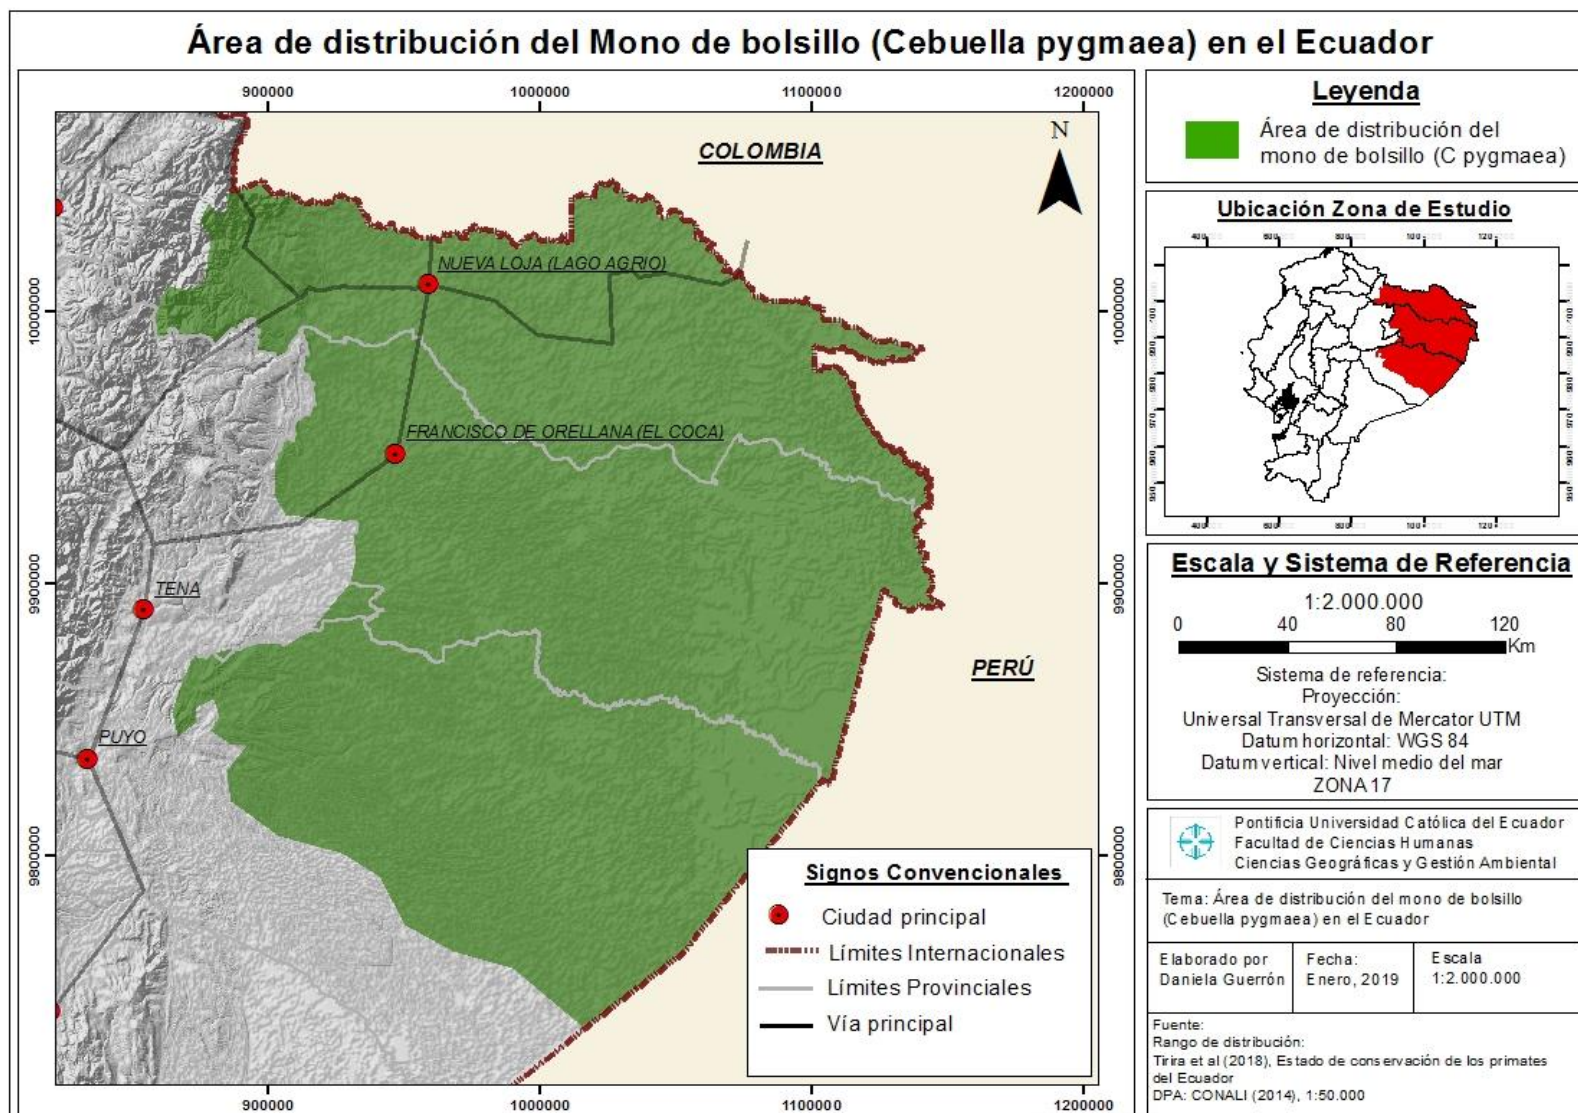 Área de distribución del Mono de bolsillo (Cebuella pygmaea) en el Ecuador
900000
1000000
1100000
1200000
N
COLOMBIA
NUEVA LOJA (LAGO AGRIO)
10000000
10000000
FRANCISCO DE ORELLANA (EL COCA)
9900000
9900000
TENA
PERÚ
PUYO
9800000
9800000
Signos Convencionales
Ciudad principal
Límites Internacionales
Límites Provinciales
Vía principal
900000
1000000
1100000
1200000
Leyenda
Área de distribución del
mono de bolsillo (C pygmaea)
Ubicación Zona de Estudio
Escala y Sistema de Referencia
1:2.000.000
0 40 80 120
Km
Sistema de referencia:
Proyección:
Universal Transversal de Mercator UTM
Datum horizontal: WGS 84
Datum vertical: Nivel medio del mar
ZONA 17
Pontificia Universidad Católica del Ecuador
Facultad de Ciencias Humanas
Ciencias Geográficas y Gestión Ambiental
Tema: Área de distribución del mono de bolsillo
(Cebuella pygmaea) en el Ecuador
Elaborado por
Daniela Guerrón
Fecha:
Enero, 2019
Escala
1:2.000.000
Fuente:
Rango de distribución:
Tirira et al (2018), Estado de conservación de los primates
del Ecuador
DPA: CONALI (2014), 1:50.000